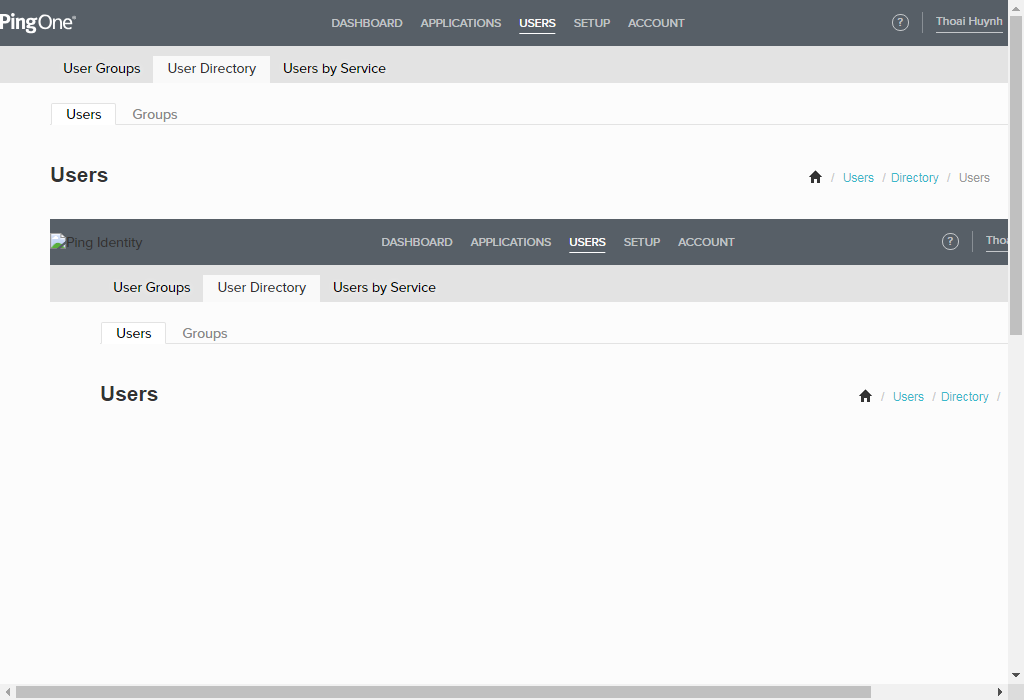 PingOne® DASHBOARD APPLICATIONS USERS SETUP ACCOUNT ? Thoai Huynh
User Groups User Directory Users by Service
Users Groups
Users / Users / Directory / Users
Ping Identity DASHBOARD APPLICATIONS USERS SETUP ACCOUNT ? Thoa
User Groups User Directory Users by Service
Users Groups
Users / Users / Directory /